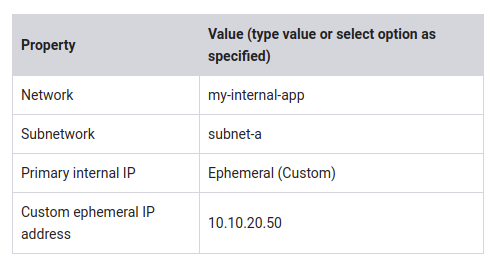 Property
Value (type value or select option as
specified)
Network
my-internal-app
Subnetwork
subnet-a
Primary internal IP
Ephemeral (Custom)
Custom ephemeral IP
address
10.10.20.50